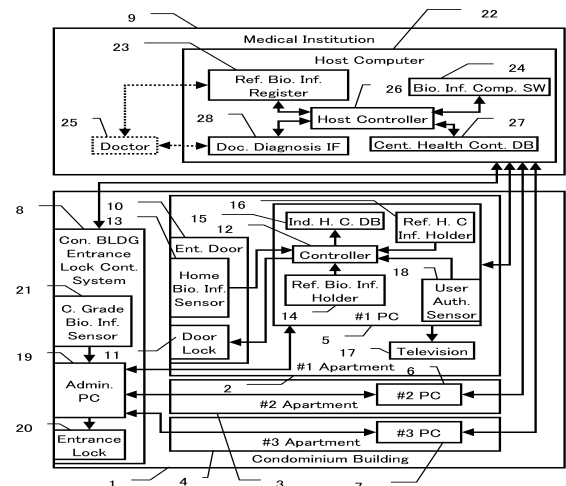 9
22
Medical Institution
23
Host Computer
24
Ref. Bio. Inf.
Register
26
Bio. Inf. Comp. SW
25
28
Host Controller
27
Doctor
Doc. Diagnosis IF
Cent. Health Cont. DB
8
10
13
15
16
12
Con. BLDG
Entrance
Lock Cont.
System
Ent. Door
Ind. H. C. DB
Ref. H. C
Inf. Holder
Home
Bio. Inf.
Sensor
Controller
18
21
C. Grade
Bio. Inf.
Sensor
Ref. Bio. Inf.
Holder
User
Auth.
Sensor
14
#1 PC
19
11
Door
Lock
5
17
Television
Admin.
PC
#1 Apartment
2
6
#2 PC
#2 Apartment
20
Entrance
Lock
#3 PC
#3 Apartment
Condominium Building
1
4
3
7